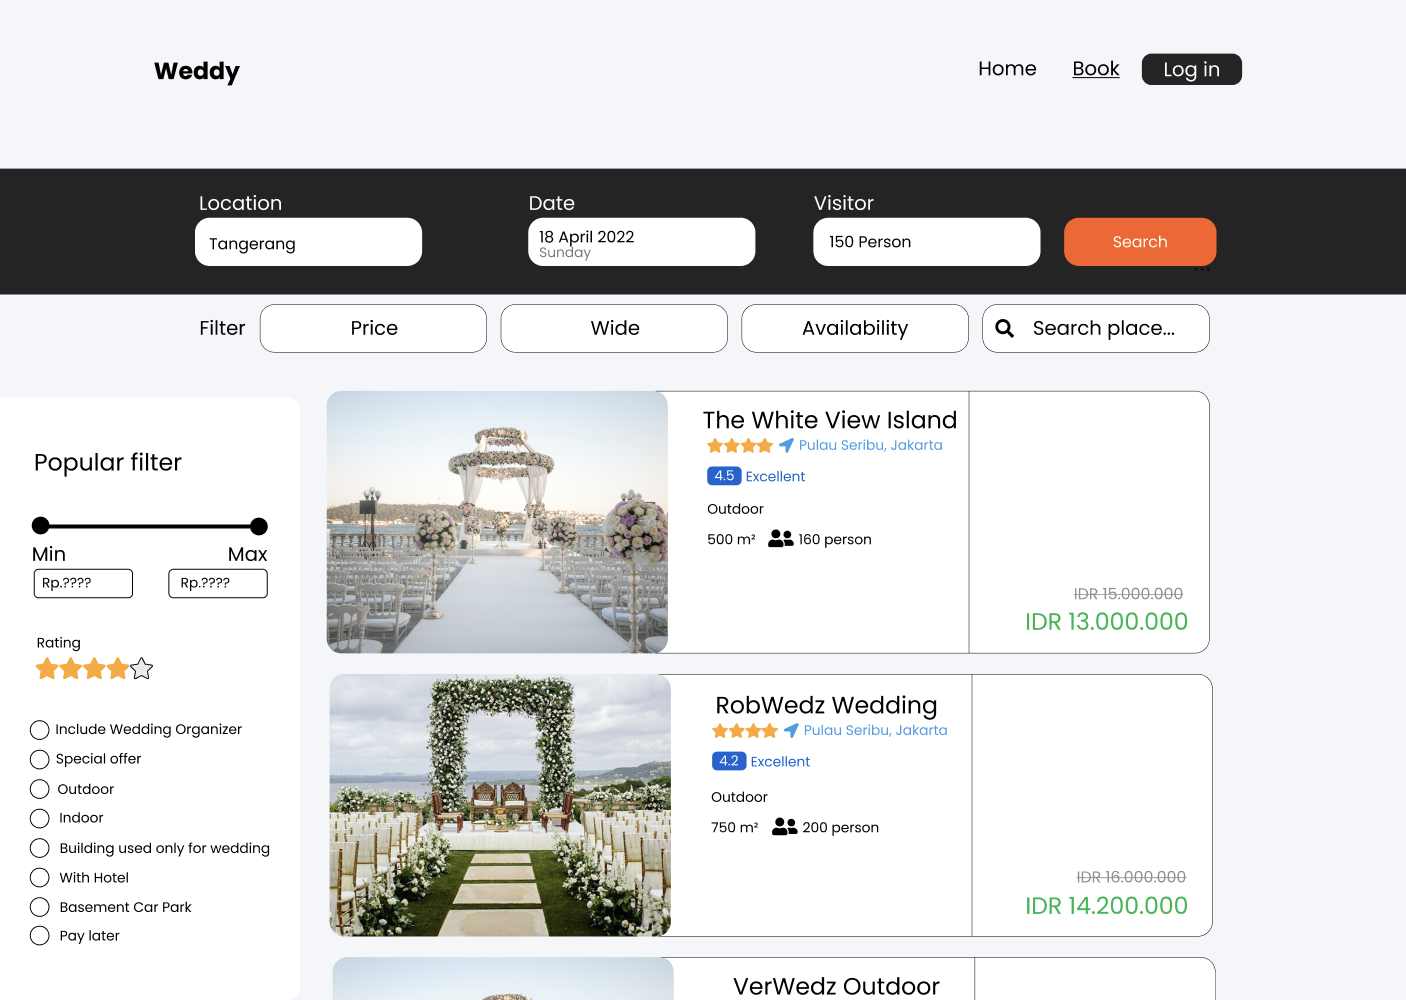 Weddy
Home
Book
Log in
Location
Date
Visitor
Tangerang
18 April 2022
Sunday
150 Person
Search
...
Filter
Price
Wide
Availability
Search place...
Popular filter
Min
Max
Rp.????
Rp.????
Rating
Include Wedding Organizer
Special offer
Outdoor
Indoor
Building used only for wedding
With Hotel
Basement Car Park
Pay later
The White View Island
Pulau Seribu, Jakarta
4.5 Excellent
Outdoor
500 m² 160 person
IDR 15.000.000
IDR 13.000.000
RobWedz Wedding
Pulau Seribu, Jakarta
4.2 Excellent
Outdoor
750 m² 200 person
IDR 16.000.000
IDR 14.200.000
VerWedz Outdoor